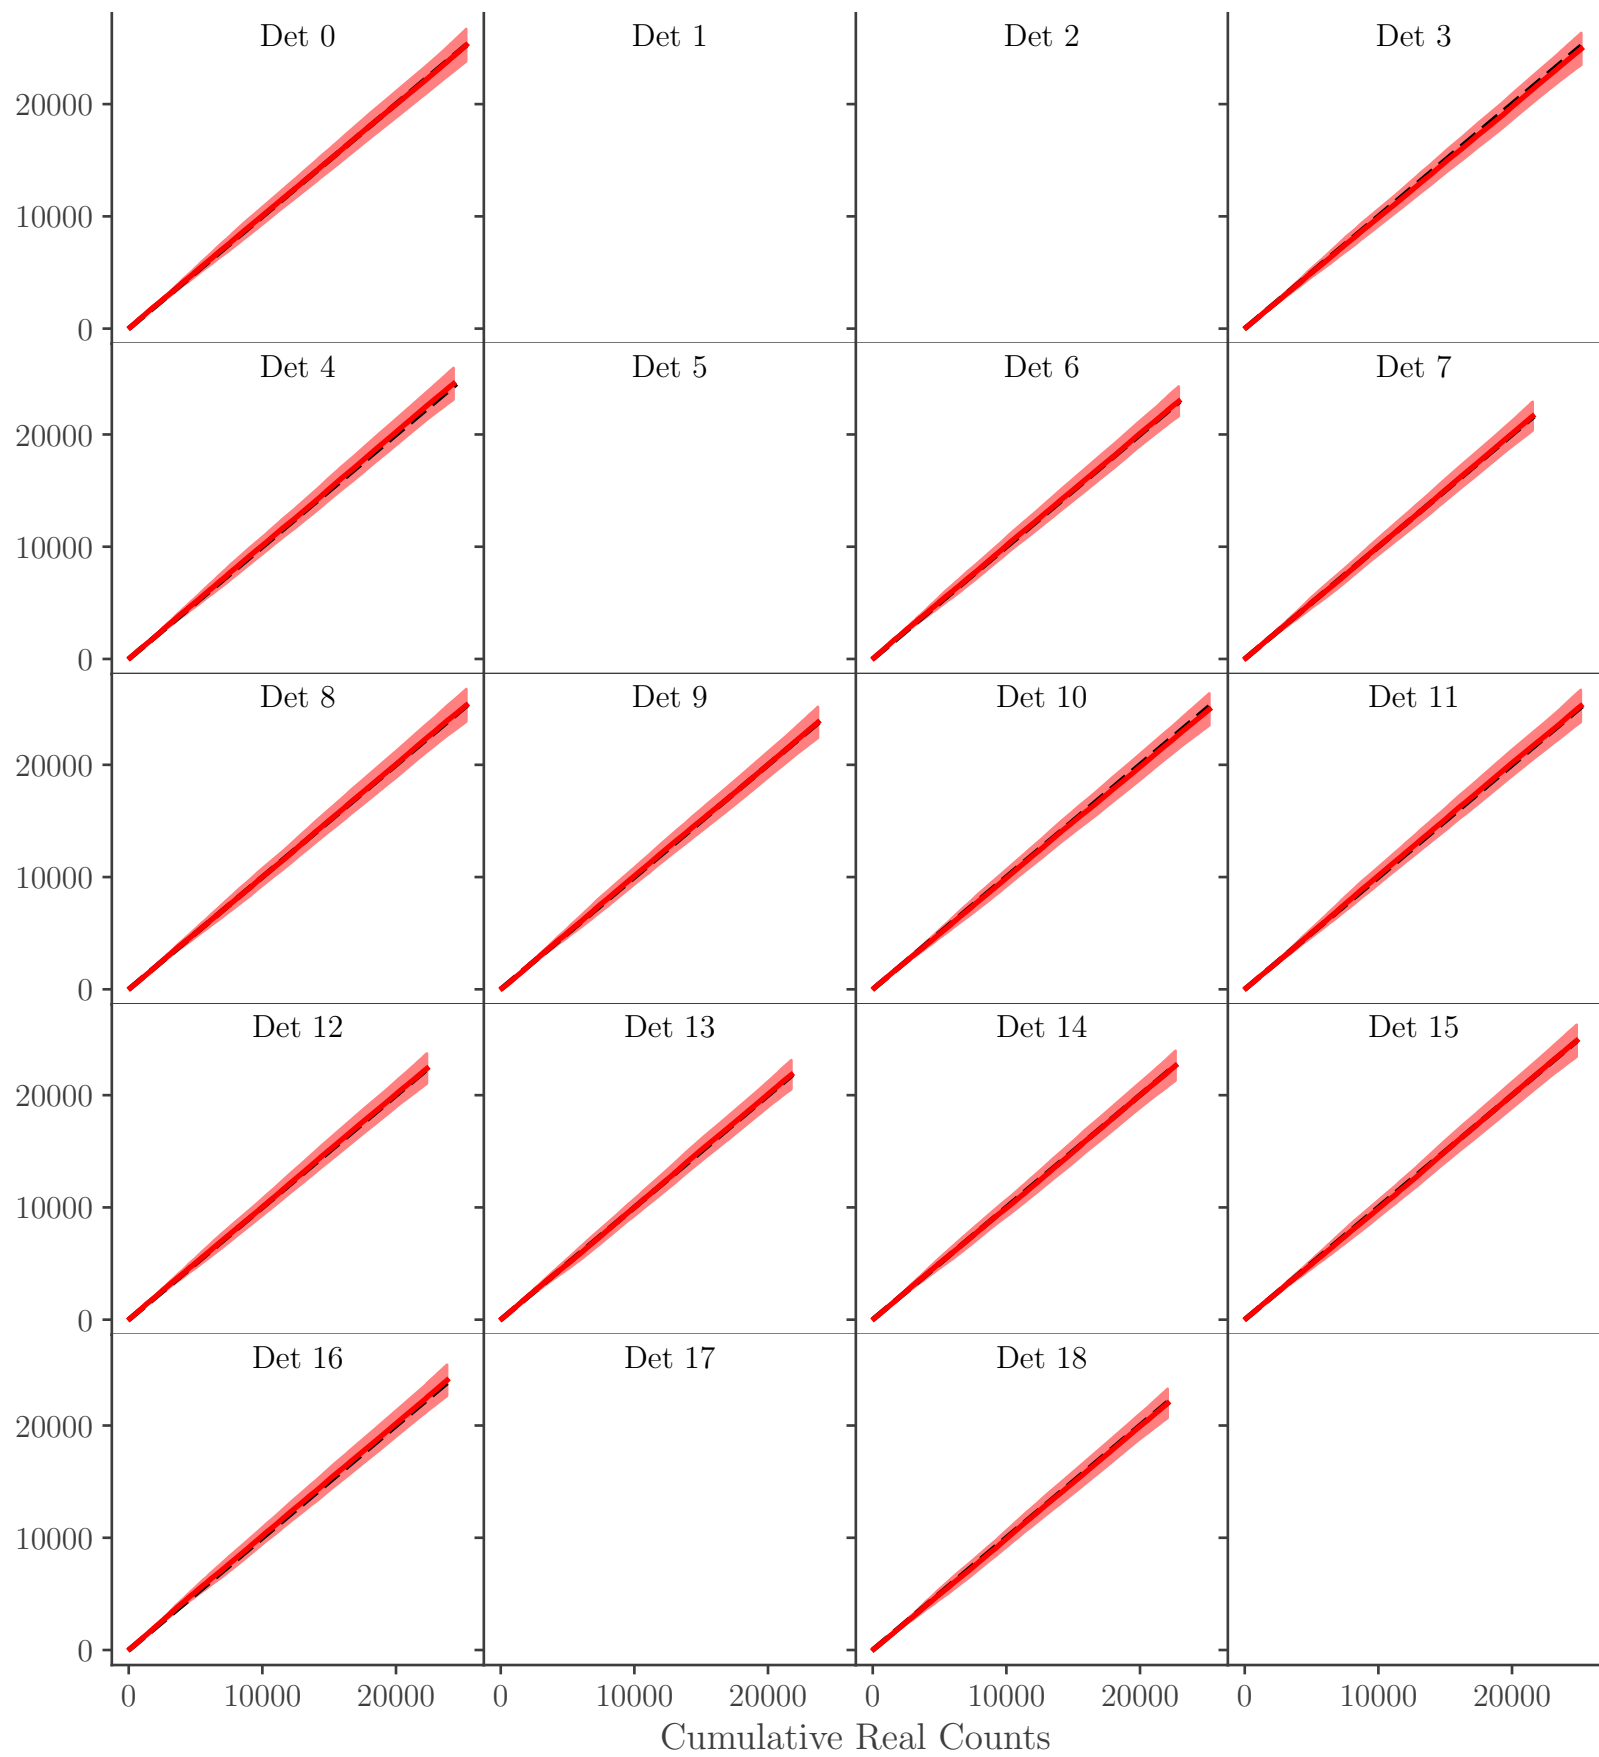 Det 0 Det 1 Det 2 Det 3
20000
10000
0
Det 4 Det 5 Det 6 Det 7
20000
10000
0
Det 8 Det 9 Det 10 Det 11
20000
10000
0
Det 12 Det 13 Det 14 Det 15
20000
10000
0
Det 16 Det 17 Det 18
20000
10000
0
0 10000 20000 0 10000 20000 0 10000 20000 0 10000 20000
Cumulative Real Counts